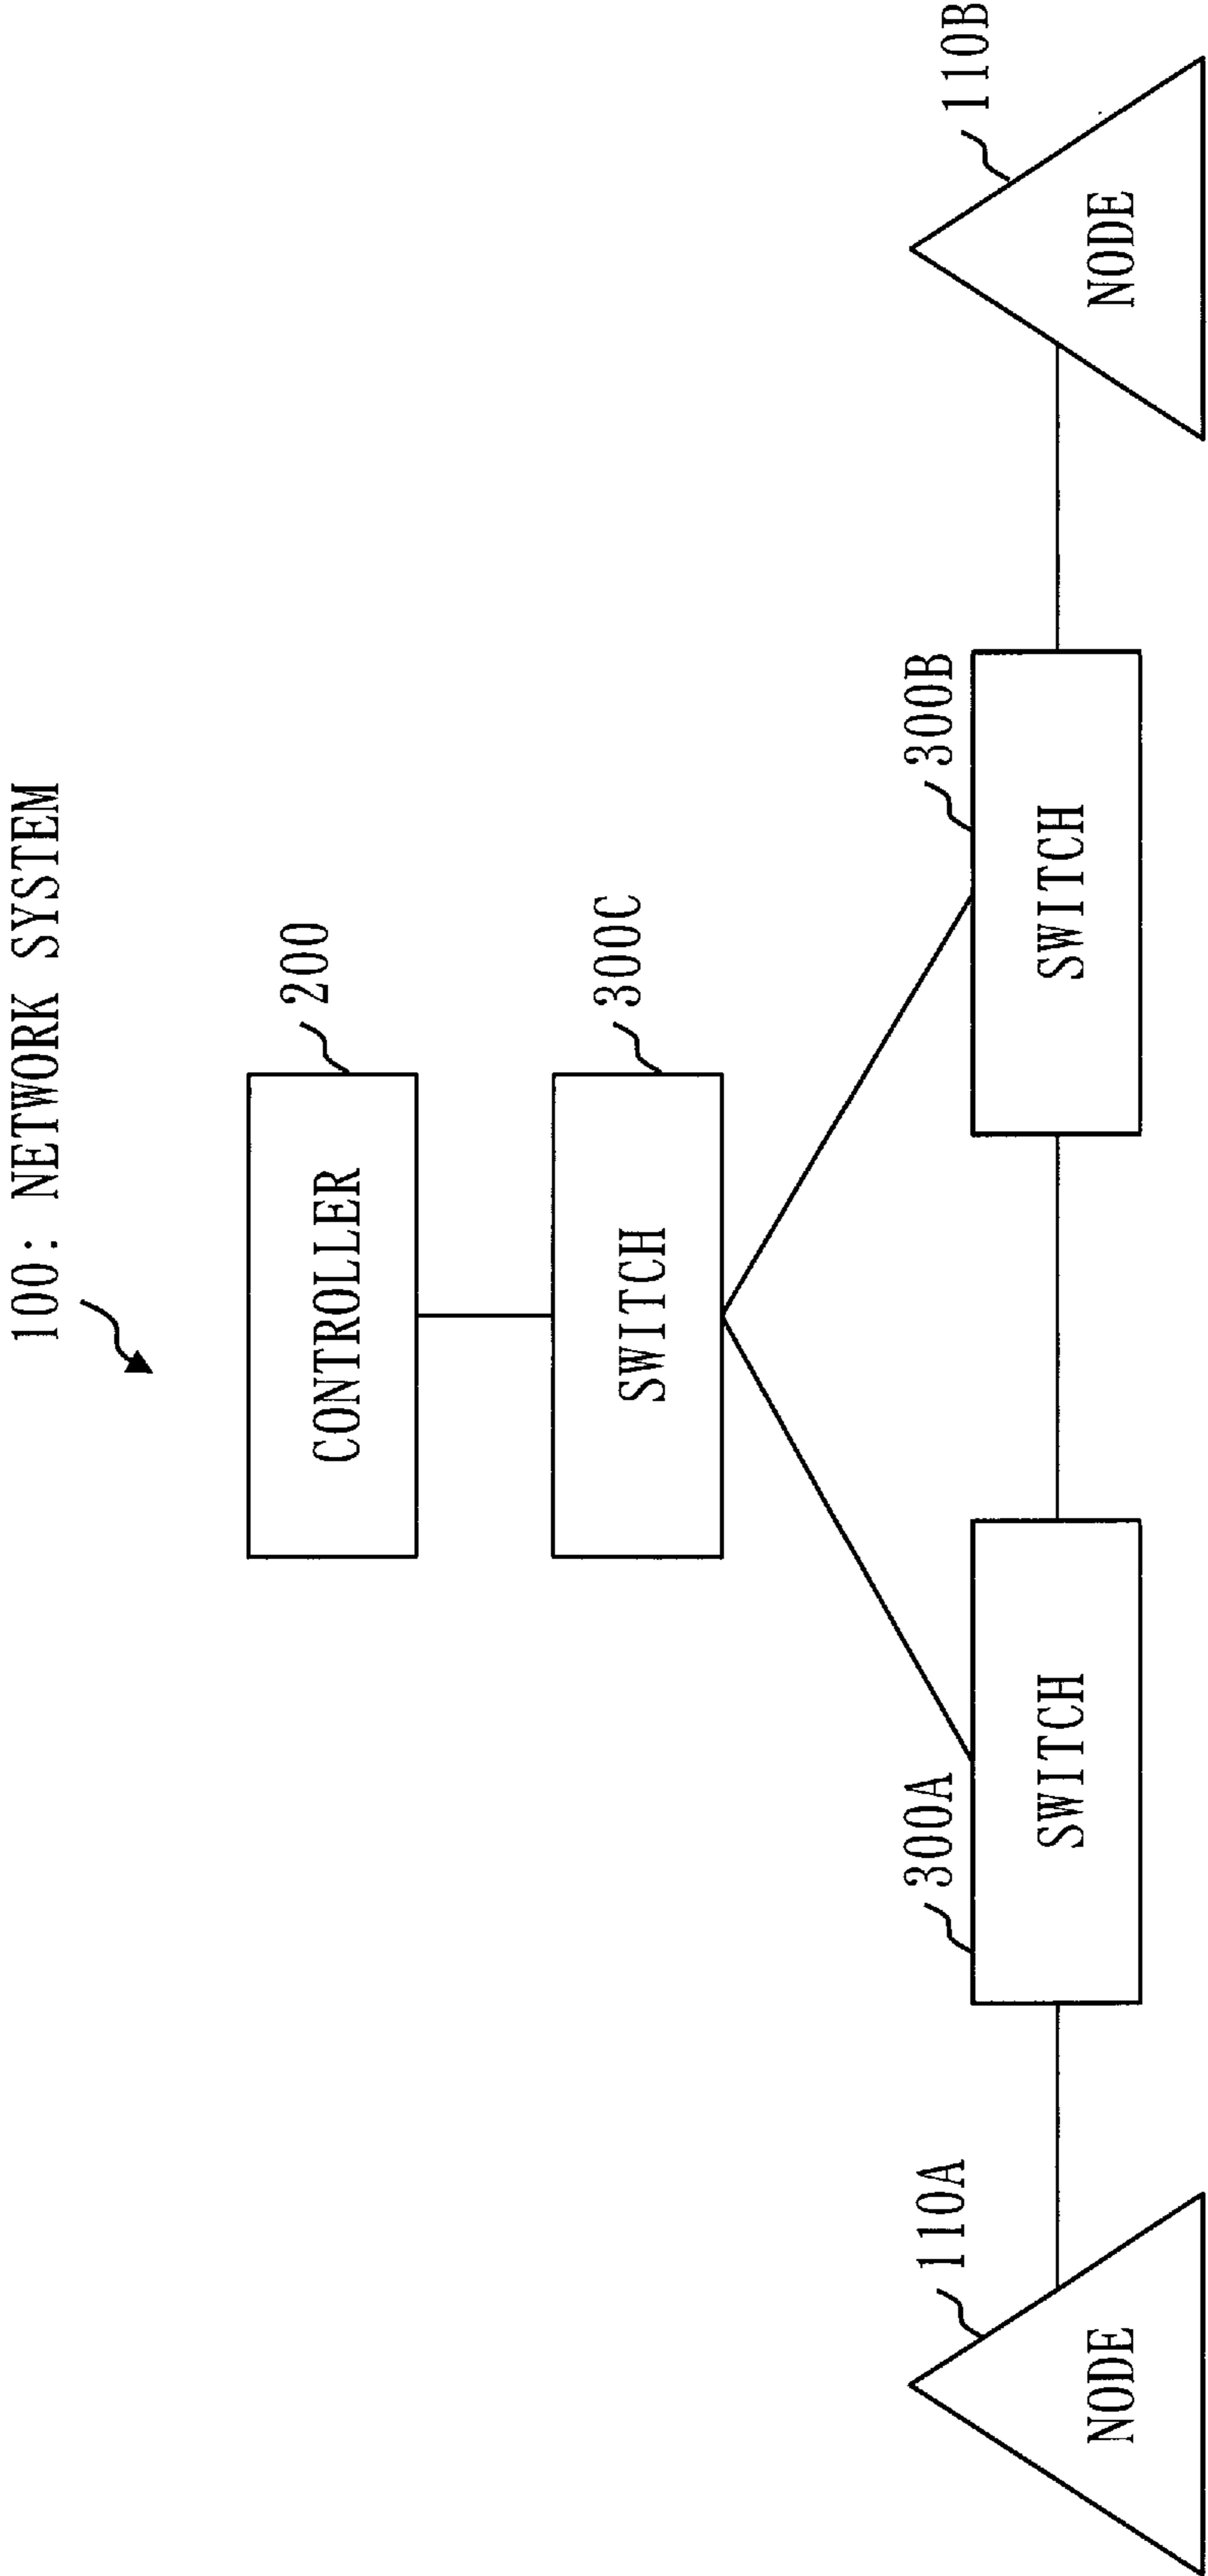 100: NETWORK SYSTEM
200
CONTROLLER
300C
SWITCH
300A
300B
SWITCH
SWITCH
110A
110B
NODE
NODE